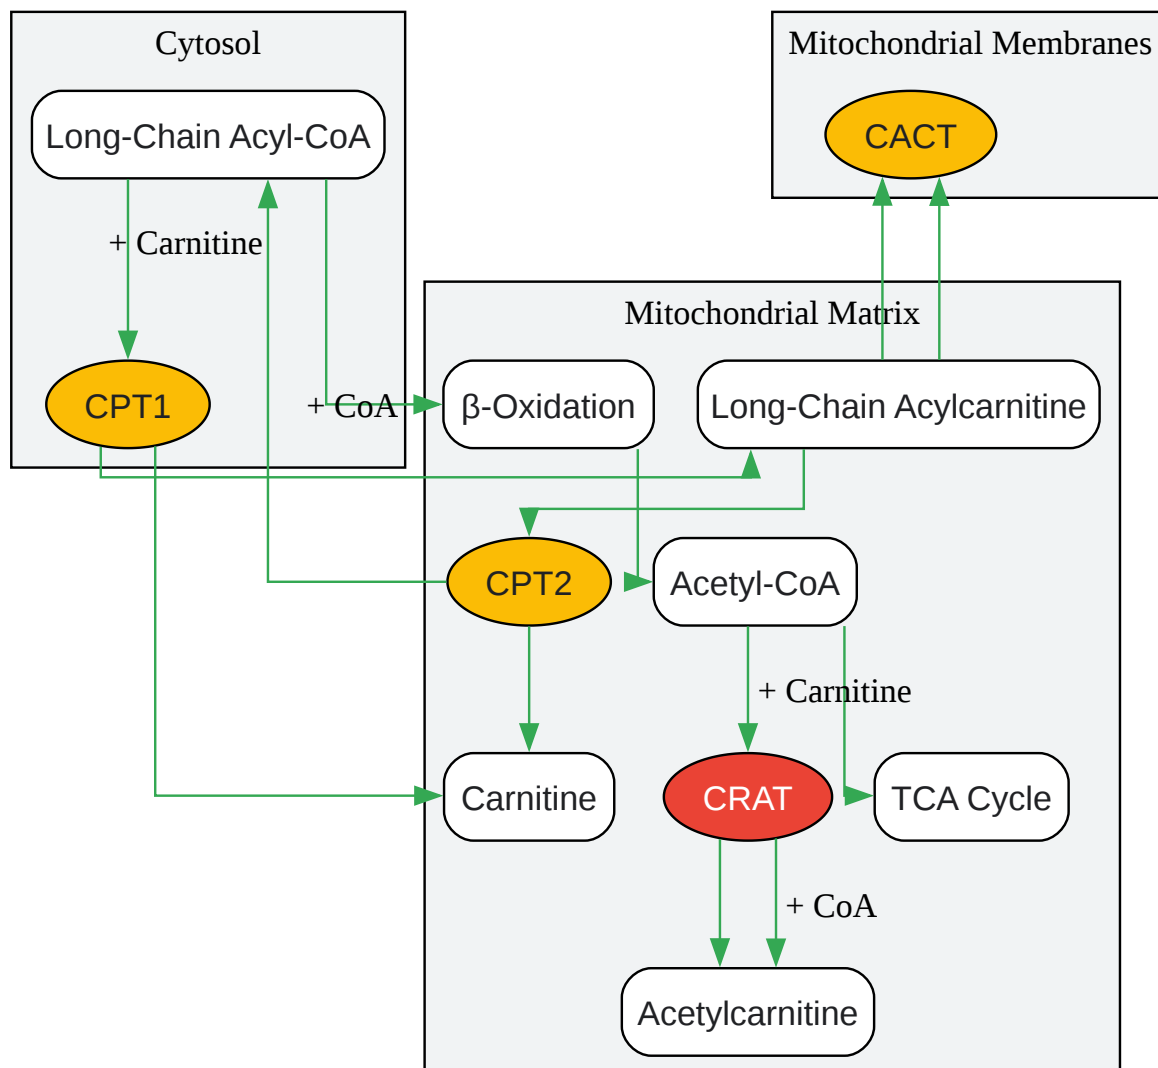 Cytosol
Mitochondrial Membranes
Long-Chain Acyl-CoA
CACT
+ Carnitine
Mitochondrial Matrix
CPT1
+ CoA
β-Oxidation
Long-Chain Acylcarnitine
CPT2
Acetyl-CoA
+ Carnitine
Carnitine
CRAT
TCA Cycle
+ CoA
Acetylcarnitine